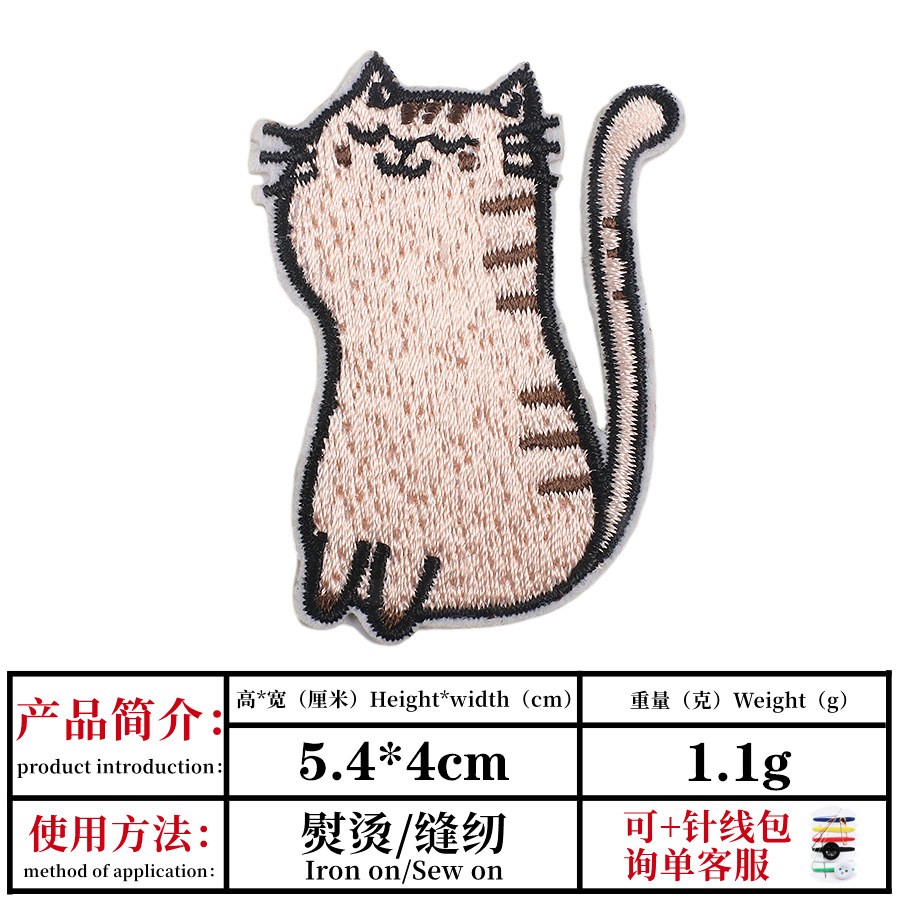 产品简介：
product introduction:
高*宽（厘米）Height*width（cm）
重量（克）Weight（g）
5.4*4cm
1.1g
使用方法：
method of application:
熨烫/缝纫
Iron on/Sew on
可+针线包
询单客服